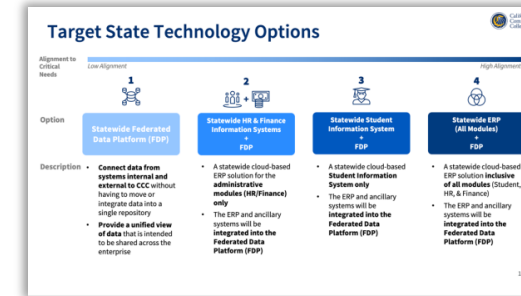 Target State Technology Options
Alignment to
Critical
Needs
Low Alignment
High Alignment
1
2
3
4
Option
Statewide Federated
Data Platform (FDP)
Statewide HR & Finance
Information Systems
+
FDP
Statewide Student
Information System
+
FDP
Statewide ERP
(All Modules)
+
FDP
Description
• Connect data from
systems internal and
external to CCC without
having to move or
integrate data into a
single repository
• Provide a unified view
of data that is intended
to be shared across the
enterprise
• A statewide cloud-based
ERP solution for the
administrative
modules (HR/Finance)
only
• The ERP and ancillary
systems will be
integrated into the
Federated Data
Platform (FDP)
• A statewide cloud-based
Student Information
System only
• The ERP and ancillary
systems will be
integrated into the
Federated Data
Platform (FDP)
• A statewide cloud-based
ERP solution inclusive
of all modules (Student,
HR, & Finance)
• The ERP and ancillary
systems will be
integrated into the
Federated Data
Platform (FDP)